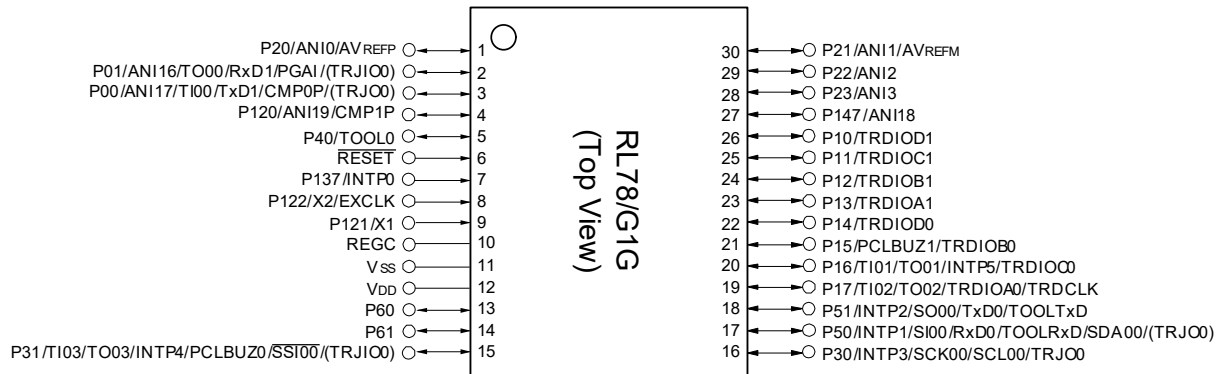 P20/ANI0/AVREFP 1
P01/ANI16/TO00/RxD1/PGAI/(TRJIO0) 2
P00/ANI17/TI00/TxD1/CMP0P/(TRJO0) 3
P120/ANI19/CMP1P 4
P40/TOOL0 5
RESET 6
P137/INTP0 7
P122/X2/EXCLK 8
P121/X1 9
REGC 10
VSS 11
VDD 12
P60 13
P61 14
P31/TI03/TO03/INTP4/PCLBUZ0/SSI00/(TRJIO0) 15
RL78/G1G
(Top View)
30 P21/ANI1/AVREFM
29 P22/ANI2
28 P23/ANI3
27 P147/ANI18
26 P10/TRDIOD1
25 P11/TRDIOC1
24 P12/TRDIOB1
23 P13/TRDIOA1
22 P14/TRDIOD0
21 P15/PCLBUZ1/TRDIOB0
20 P16/TI01/TO01/INTP5/TRDIOC0
19 P17/TI02/TO02/TRDIOA0/TRDCLK
18 P51/INTP2/SO00/TxD0/TOOLTxD
17 P50/INTP1/SI00/RxD0/TOOLRxD/SDA00/(TRJO0)
16 P30/INTP3/SCK00/SCL00/TRJO0